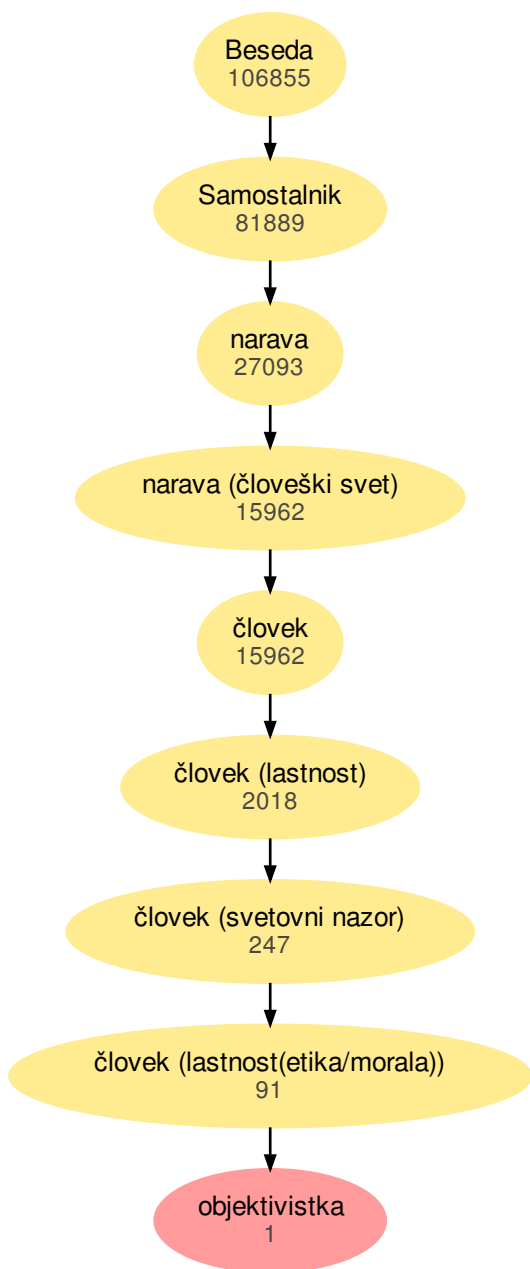 Beseda
106855
Samostalnik
81889
narava
27093
narava (človeški svet)
15962
človek
15962
človek (lastnost)
2018
človek (svetovni nazor)
247
človek (lastnost(etika/morala))
91
objektivistka
1